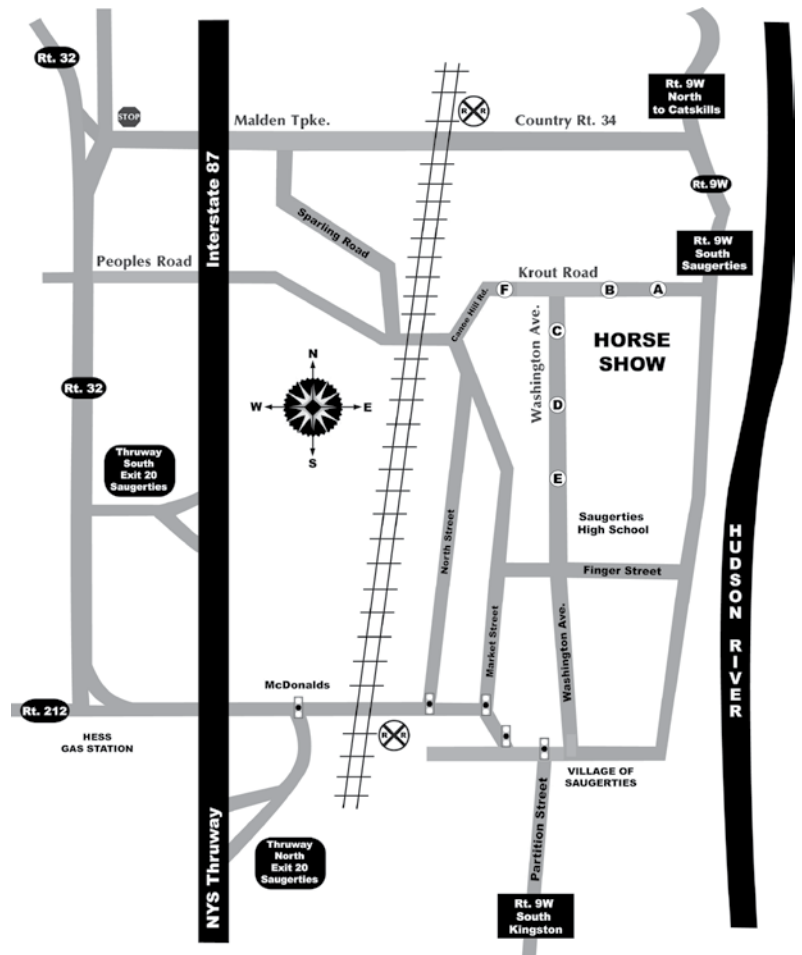 Rt. 32
STOP
Malden Tpke.
Country Rt. 34
R R
Rt. 9W
North
to Catskills
Rt. 9W
Interstate 87
Sparling Road
Peoples Road
Rt. 9W
South
Saugerties
Krout Road
F
B
A
Canoe Hill Rd.
Washington Ave.
C
HORSE
SHOW
N
W
E
S
Rt. 32
D
Thruway
South
Exit 20
Saugerties
E
Saugerties
High School
North Street
Finger Street
HUDSON RIVER
Market Street
Washington Ave.
McDonalds
Rt. 212
HESS
GAS STATION
R R
VILLAGE OF
SAUGERTIES
NYS Thruway
Partition Street
Thruway
North
Exit 20
Saugerties
Rt. 9W
South
Kingston